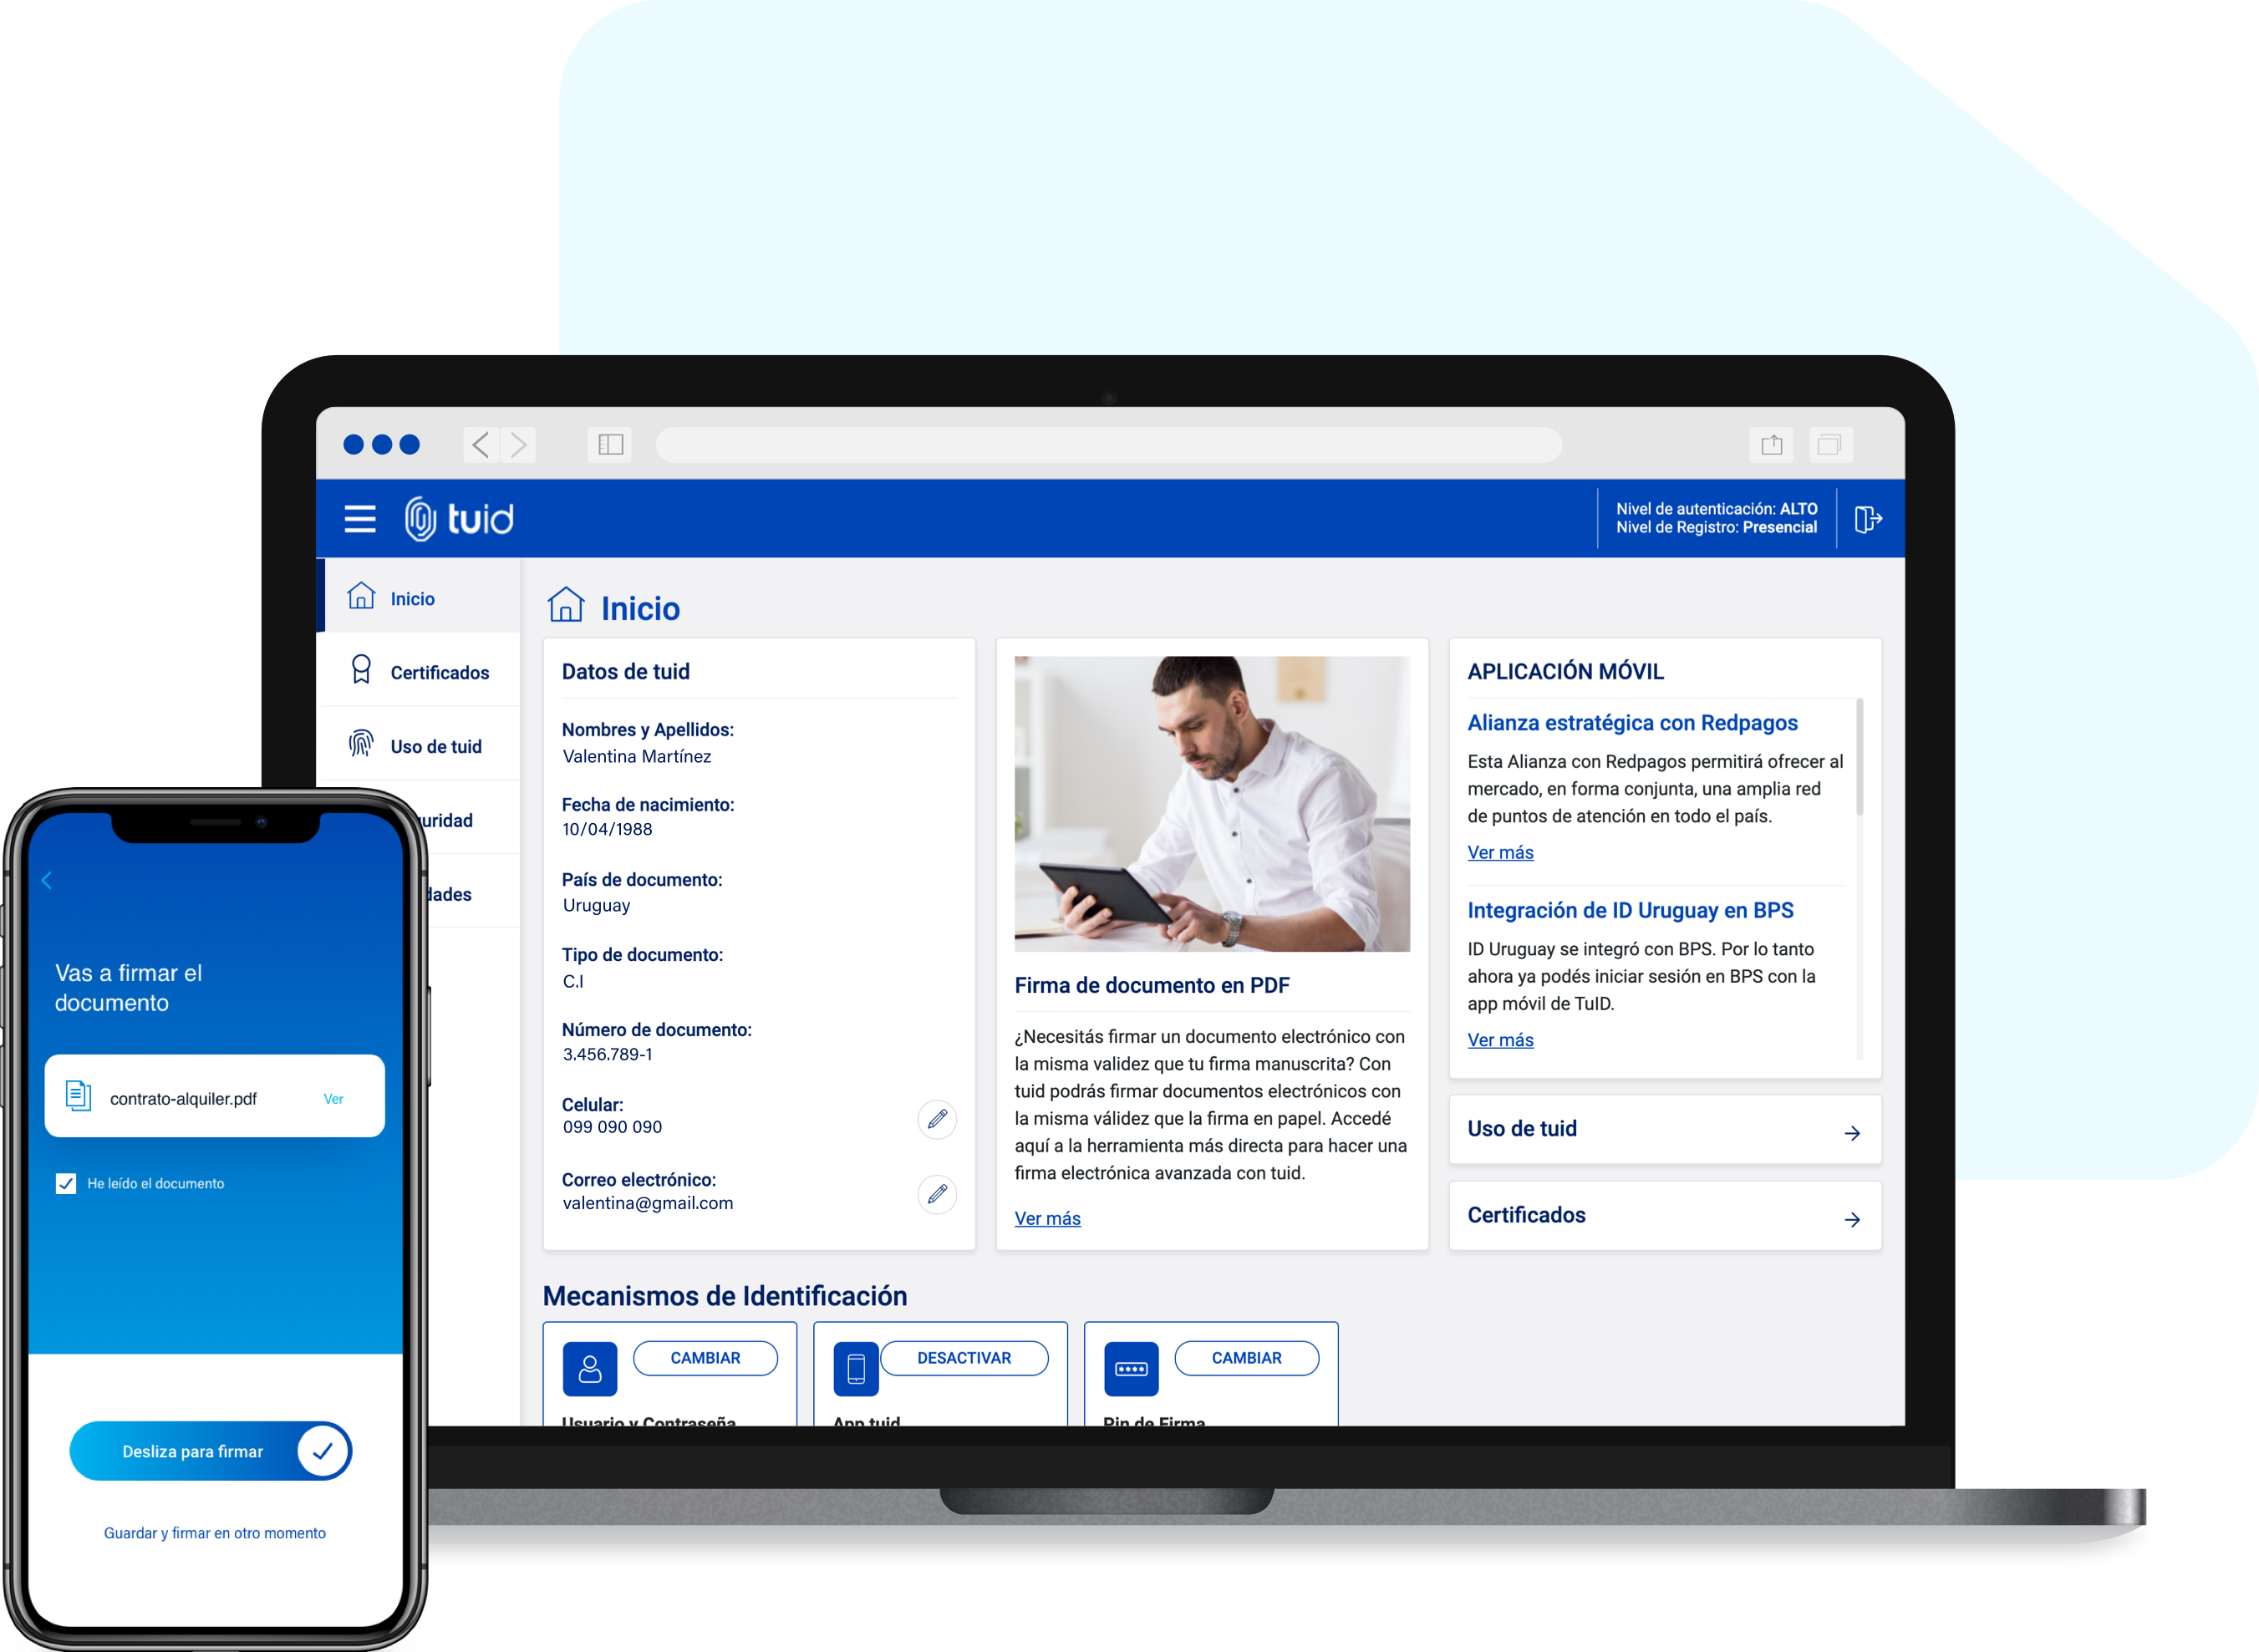 tuid
Nivel de autenticación: ALTO
Nivel de Registro: Presencial
Inicio
Certificados
Uso de tuid
Inicio
Datos de tuid
Nombres y Apellidos:
Valentina Martínez
Fecha de nacimiento:
10/04/1988
País de documento:
Uruguay
Tipo de documento:
C.I
Número de documento:
3.456.789-1
Celular:
099 090 090
Correo electrónico:
valentina@gmail.com
Firma de documento en PDF
¿Necesitás firmar un documento electrónico con
la misma validez que tu firma manuscrita? Con
tuid podrás firmar documentos electrónicos con
la misma válidez que la firma en papel. Accedé
aquí a la herramienta más directa para hacer una
firma electrónica avanzada con tuid.
Ver más
APLICACIÓN MÓVIL
Alianza estratégica con Redpagos
Esta Alianza con Redpagos permitirá ofrecer al
mercado, en forma conjunta, una amplia red
de puntos de atención en todo el país.
Ver más
Integración de ID Uruguay en BPS
ID Uruguay se integró con BPS. Por lo tanto
ahora ya podés iniciar sesión en BPS con la
app móvil de TuID.
Ver más
Uso de tuid
Certificados
Mecanismos de Identificación
CAMBIAR
Usuario y Contraseña
DESACTIVAR
App tuid
CAMBIAR
Pin de Firma
Vas a firmar el
documento
contrato-alquiler.pdf
Ver
He leído el documento
Desliza para firmar
Guardar y firmar en otro momento